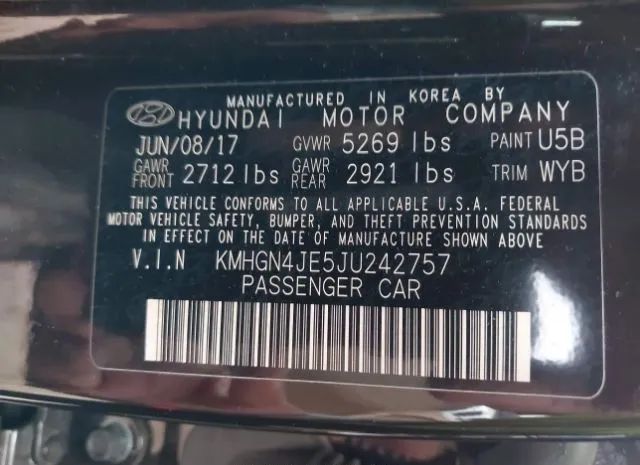 MANUFACTURED IN KOREA BY
HYUNDAI MOTOR COMPANY
JUN/08/17 GVWR 5269 lbs PAINT U5B
GAWR FRONT 2712 lbs GAWR REAR 2921 lbs TRIM WYB
THIS VEHICLE CONFORMS TO ALL APPLICABLE U.S.A. FEDERAL
MOTOR VEHICLE SAFETY, BUMPER, AND THEFT PREVENTION STANDARDS
IN EFFECT ON THE DATE OF MANUFACTURE SHOWN ABOVE
V.I.N KMHGN4JE5JU242757
PASSENGER CAR